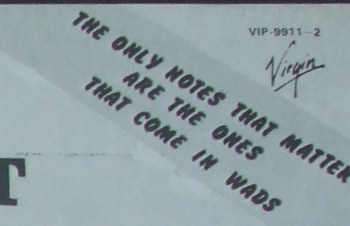 VIP-9911-2
Virgin
THE ONLY NOTES THAT MATTER
ARE THE ONES
THAT COME IN WADS
T